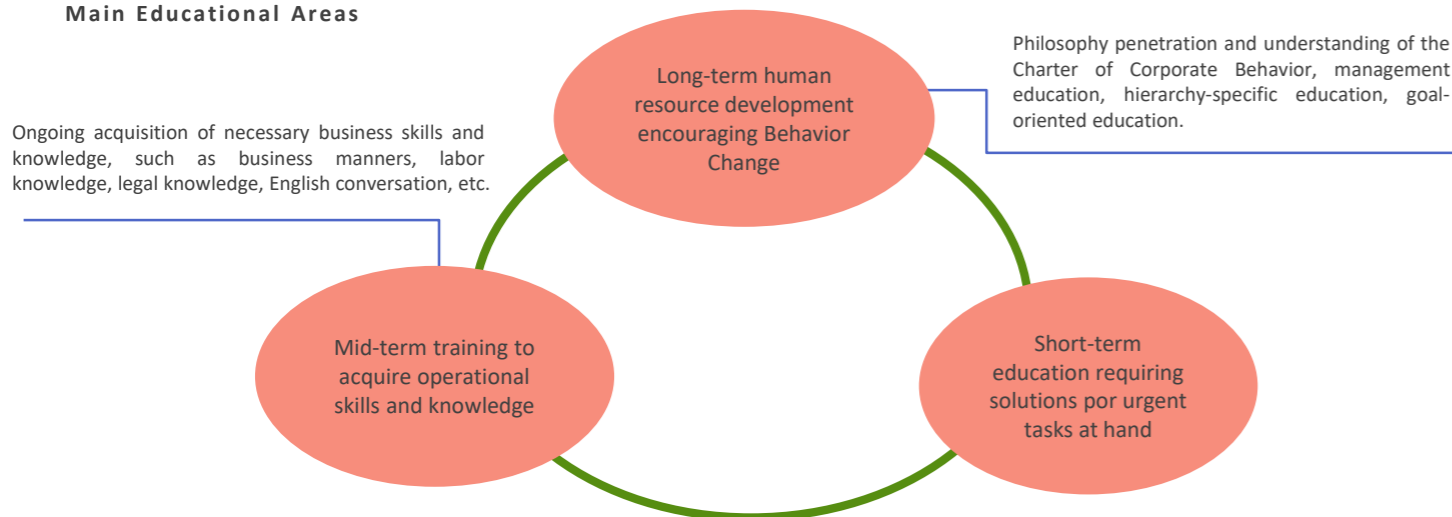 Main Educational Areas
Long-term human
resource development
encouraging Behavior
Change
Philosophy penetration and understanding of the
Charter of Corporate Behavior, management
education, hierarchy-specific education, goal-
oriented education.
Ongoing acquisition of necessary business skills and
knowledge, such as business manners, labor
knowledge, legal knowledge, English conversation, etc.
Mid-term training to
acquire operational
skills and knowledge
Short-term
education requiring
solutions por urgent
tasks at hand